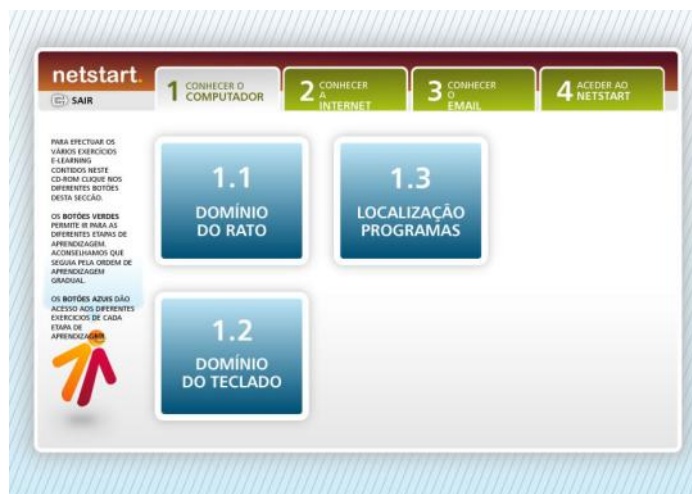 netstart.
SAIR
1 CONHECER O
COMPUTADOR
2 CONHECER
A
INTERNET
3 CONHECER
O
EMAIL
4 ACEDER AO
NETSTART
PARA EFECTUAR OS
VÁRIOS EXERCÍCIOS
E-LEARNING
CONTIDOS NESTE
CD-ROM CLIQUE NOS
DIFERENTES BOTÕES
DESTA SECCÃO.
OS BOTÕES VERDES
PERMITE IR PARA AS
DIFERENTES ETAPAS DE
APRENDIZAGEM.
ACONSELHAMOS QUE
SEGUIA PELA ORDEM DE
APRENDIZAGEM
GRADUAL.
OS BOTÕES AZUIS DÃO
ACESSO AOS DIFERENTES
EXERCICIOS DE CADA
ETAPA DE
APRENDIZAGEM.
1.1
DOMÍNIO
DO RATO
1.3
LOCALIZAÇÃO
PROGRAMAS
1.2
DOMÍNIO
DO TECLADO